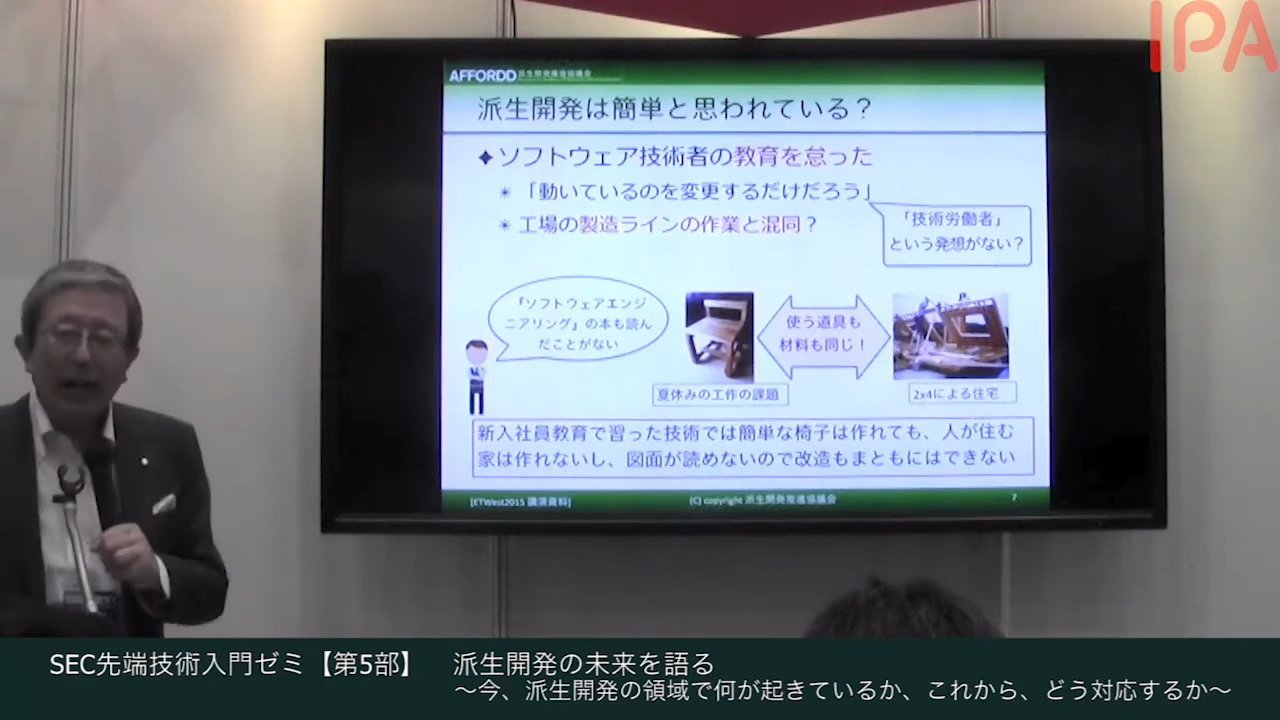 IPA
AFFORDD 派生開発推進協議会
派生開発は簡単と思われている？
ソフトウェア技術者の教育を怠った
「動いているのを変更するだけだろう」
工場の製造ラインの作業と混同？
「技術労働者」
という発想がない？
『ソフトウェアエンジ
ニアリング』の本も読ん
だことがない
使う道具も
材料も同じ！
夏休みの工作の課題
2x4による住宅
新入社員教育で習った技術では簡単な椅子は作れても、人が住む
家は作れないし、図面が読めないので改造もまともにはできない
[ETWest2015 講演資料]
(C) copyright 派生開発推進協議会
7
SEC先端技術入門ゼミ【第5部】 派生開発の未来を語る
～今、派生開発の領域で何が起きているか、これから、どう対応するか～